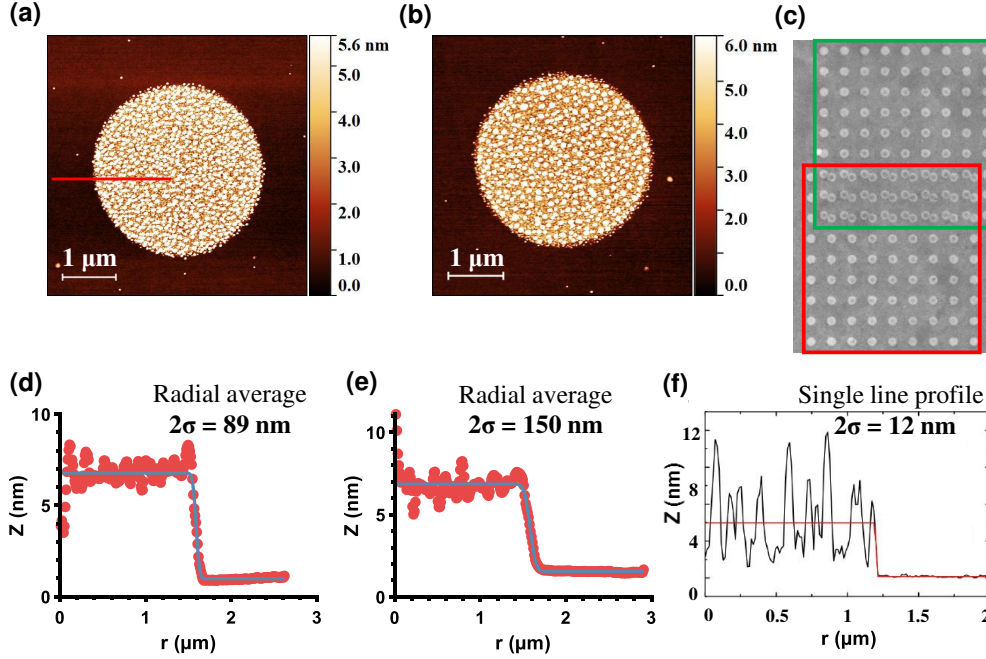 (a)
5.6 nm
5.0
4.0
3.0
2.0
1.0
0.0
1 µm
(b)
6.0 nm
5.0
4.0
3.0
2.0
1.0
0.0
1 µm
(c)
(d)
Radial average
2σ = 89 nm
10
5
0
Z (nm)
0 1 2 3
r (µm)
(e)
Radial average
2σ = 150 nm
10
5
0
Z (nm)
0 1 2 3
r (µm)
(f)
Single line profile
2σ = 12 nm
12
8
4
0
Z (nm)
0 0.5 1 1.5 2
r (µm)